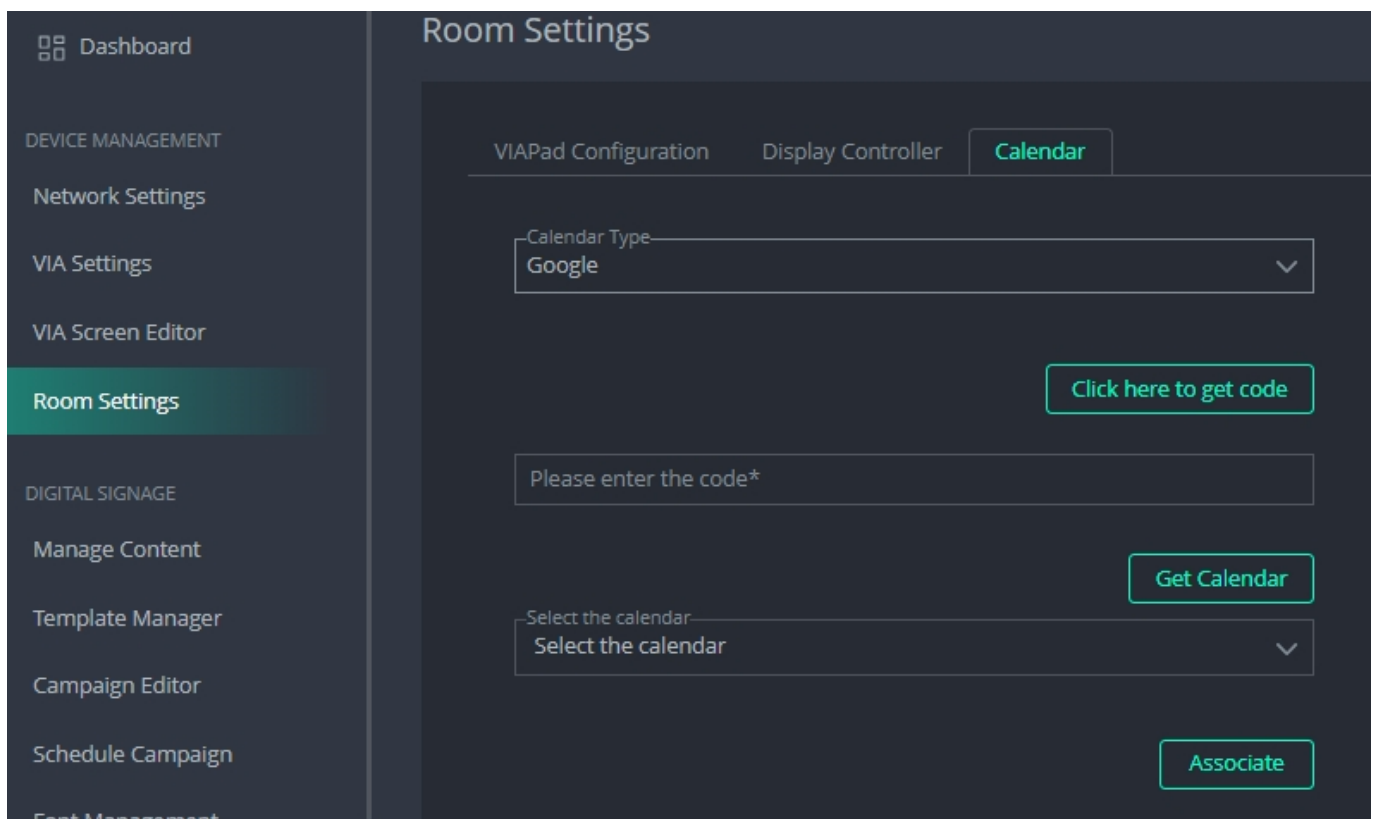 Dashboard
DEVICE MANAGEMENT
Network Settings
VIA Settings
VIA Screen Editor
Room Settings
DIGITAL SIGNAGE
Manage Content
Template Manager
Campaign Editor
Schedule Campaign
Font Management
Room Settings
VIAPad Configuration Display Controller Calendar
Calendar Type
Google
Click here to get code
Please enter the code*
Get Calendar
Select the calendar
Select the calendar
Associate